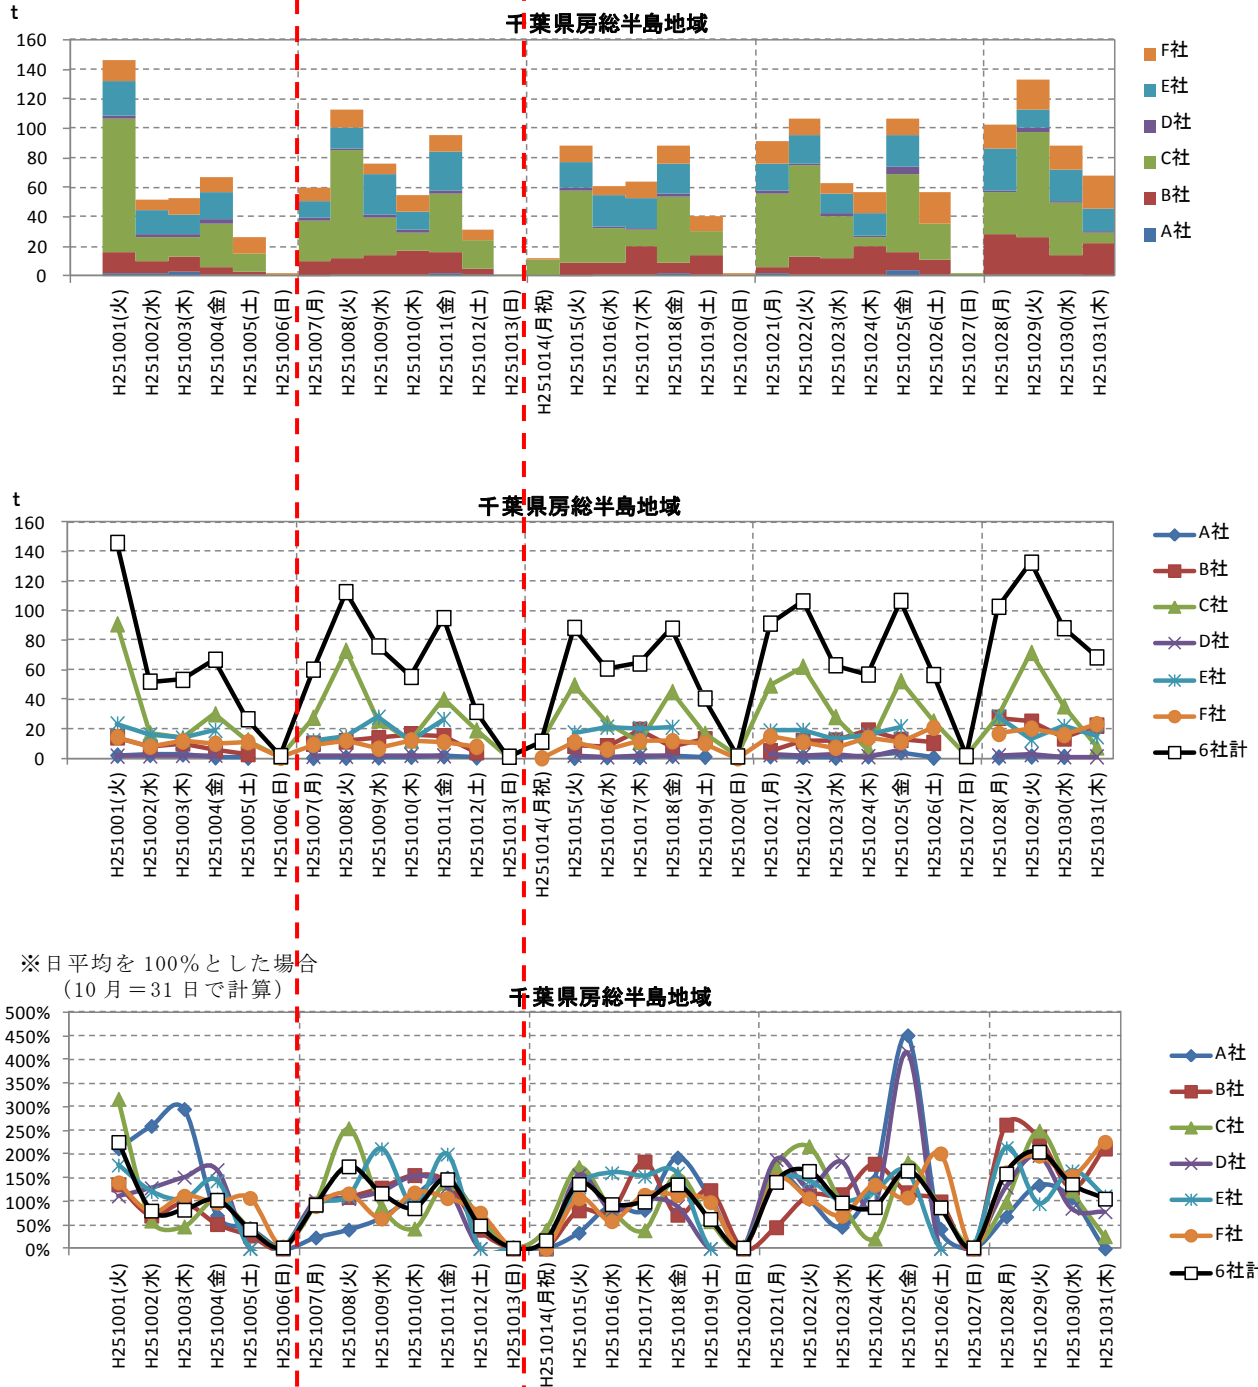 t
千葉県房総半島地域
160
140
120
100
80
60
40
20
0
F社
E社
D社
C社
B社
A社
H251001(火)
H251002(水)
H251003(木)
H251004(金)
H251005(土)
H251006(日)
H251007(月)
H251008(火)
H251009(水)
H251010(木)
H251011(金)
H251012(土)
H251013(日)
H251014(月祝)
H251015(火)
H251016(水)
H251017(木)
H251018(金)
H251019(土)
H251020(日)
H251021(月)
H251022(火)
H251023(水)
H251024(木)
H251025(金)
H251026(土)
H251027(日)
H251028(月)
H251029(火)
H251030(水)
H251031(木)
t
千葉県房総半島地域
160
140
120
100
80
60
40
20
0
A社
B社
C社
D社
E社
F社
6社計
H251001(火)
H251002(水)
H251003(木)
H251004(金)
H251005(土)
H251006(日)
H251007(月)
H251008(火)
H251009(水)
H251010(木)
H251011(金)
H251012(土)
H251013(日)
H251014(月祝)
H251015(火)
H251016(水)
H251017(木)
H251018(金)
H251019(土)
H251020(日)
H251021(月)
H251022(火)
H251023(水)
H251024(木)
H251025(金)
H251026(土)
H251027(日)
H251028(月)
H251029(火)
H251030(水)
H251031(木)
※日平均を 100%とした場合
（10 月＝31 日で計算）
千葉県房総半島地域
500%
450%
400%
350%
300%
250%
200%
150%
100%
50%
0%
A社
B社
C社
D社
E社
F社
6社計
H251001(火)
H251002(水)
H251003(木)
H251004(金)
H251005(土)
H251006(日)
H251007(月)
H251008(火)
H251009(水)
H251010(木)
H251011(金)
H251012(土)
H251013(日)
H251014(月祝)
H251015(火)
H251016(水)
H251017(木)
H251018(金)
H251019(土)
H251020(日)
H251021(月)
H251022(火)
H251023(水)
H251024(木)
H251025(金)
H251026(土)
H251027(日)
H251028(月)
H251029(火)
H251030(水)
H251031(木)